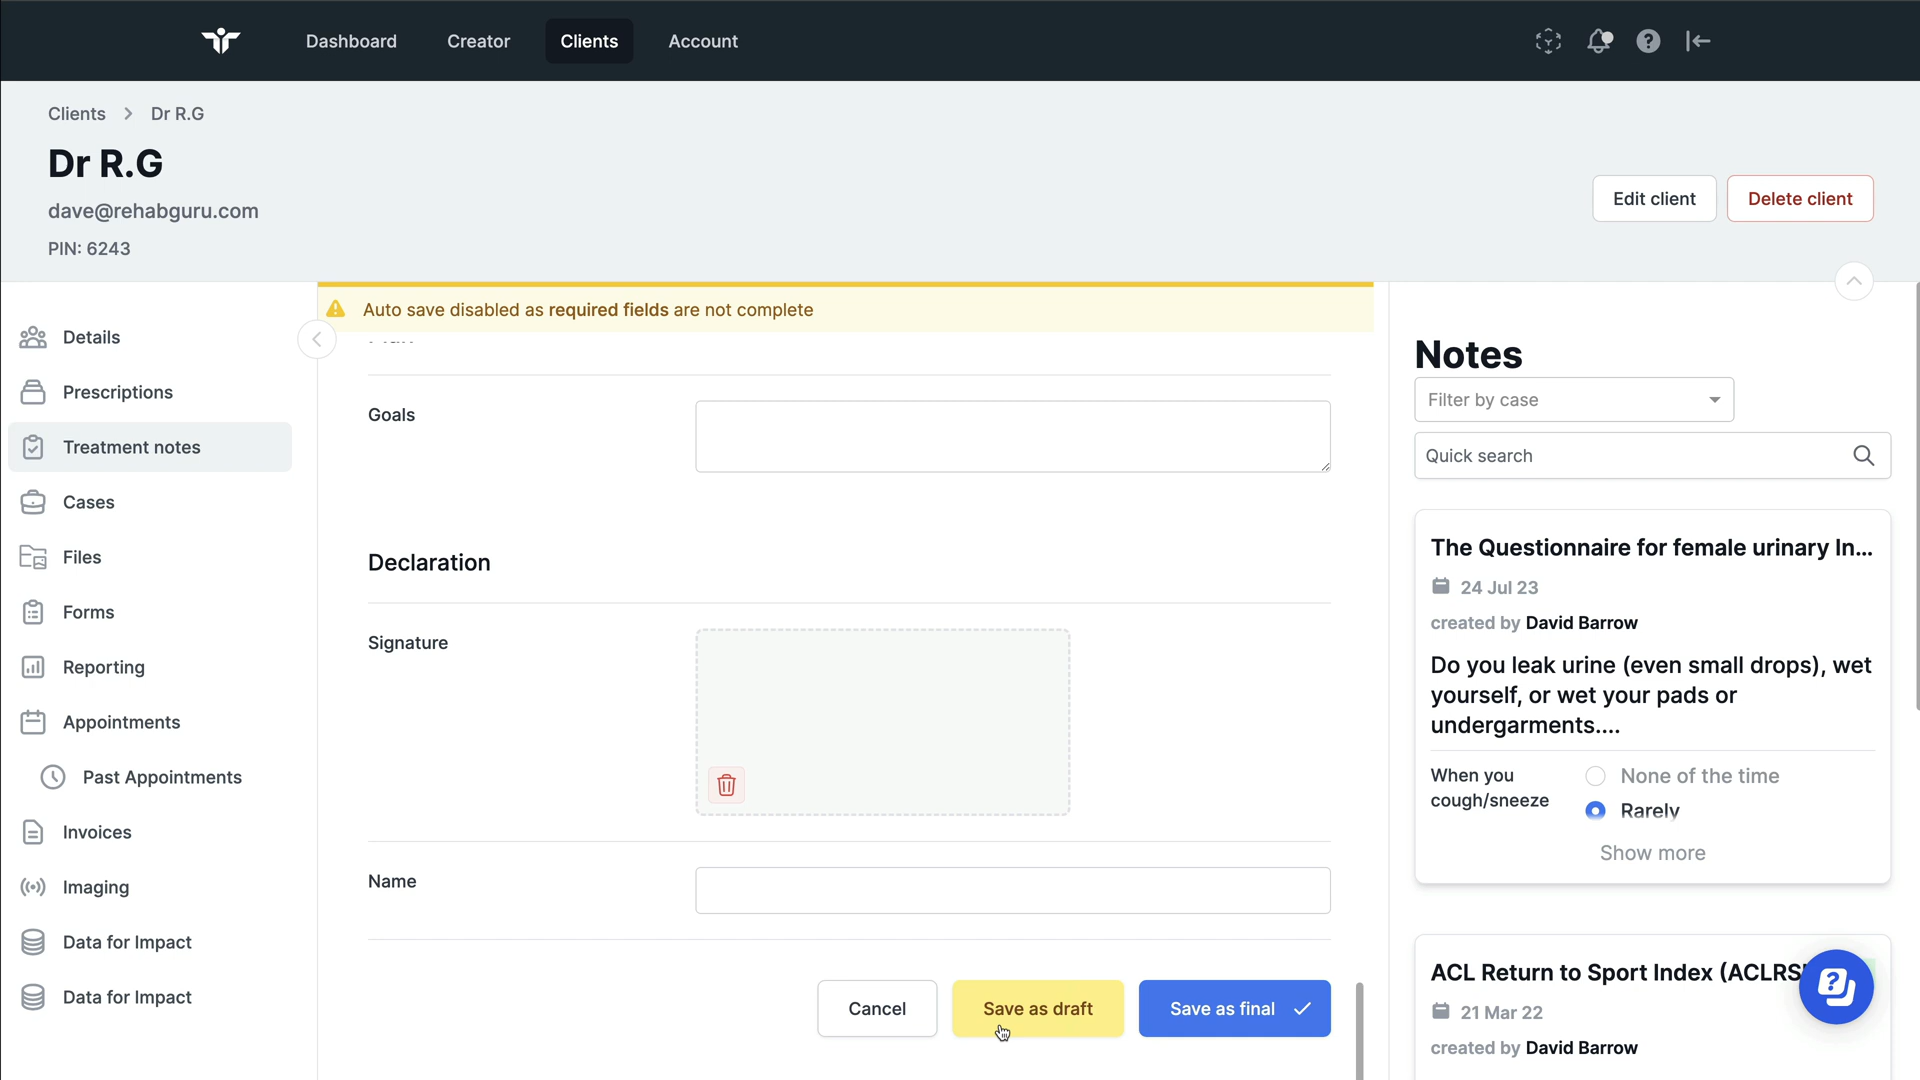 Dashboard
Creator
Clients
Account
Clients
Dr R.G
Dr R.G
dave@rehabguru.com
PIN: 6243
Edit client
Delete client
Details
Prescriptions
Treatment notes
Cases
Files
Forms
Reporting
Appointments
Past Appointments
Invoices
Imaging
Data for Impact
Data for Impact
Auto save disabled as required fields are not complete
Goals
Declaration
Signature
Name
Cancel
Save as draft
Save as final
Notes
Filter by case
Quick search
The Questionnaire for female urinary In...
24 Jul 23
created by David Barrow
Do you leak urine (even small drops), wet
yourself, or wet your pads or
undergarments....
When you
cough/sneeze
None of the time
Rarely
Show more
ACL Return to Sport Index (ACLRS
21 Mar 22
created by David Barrow